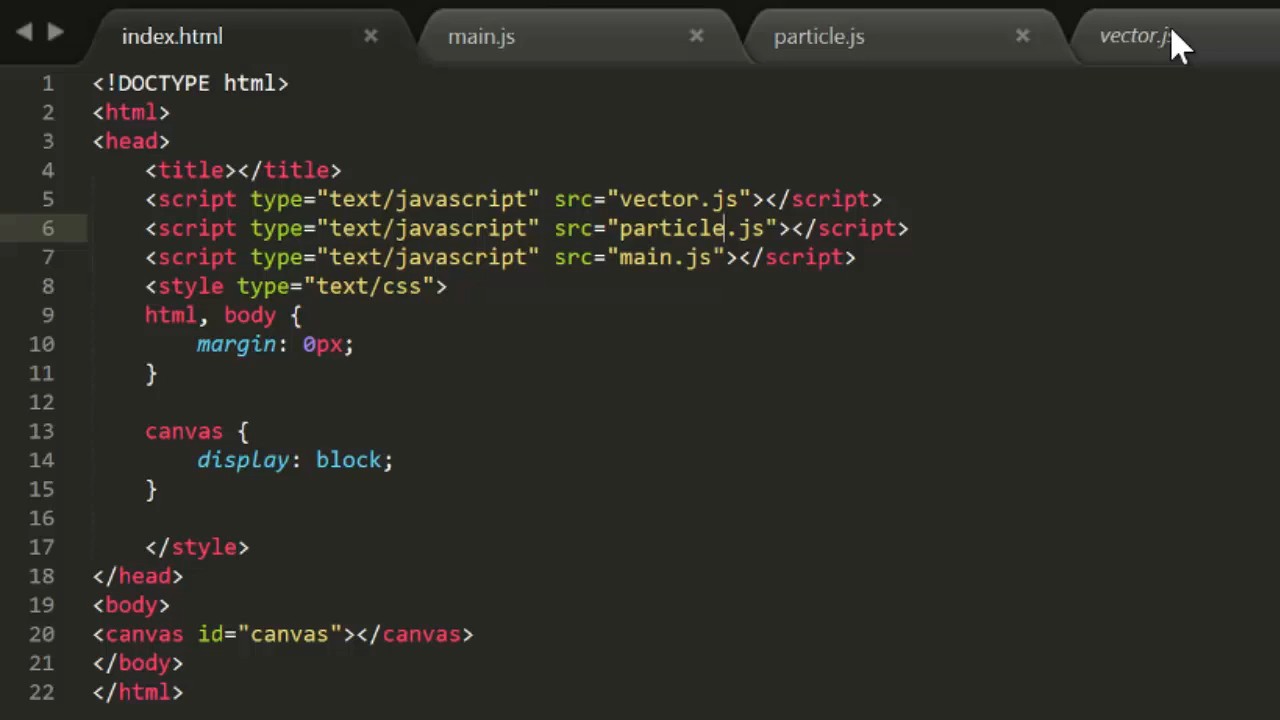 index.html × main.js × particle.js × vector.js
1 <!DOCTYPE html>
2 <html>
3 <head>
4     <title></title>
5     <script type="text/javascript" src="vector.js"></script>
6     <script type="text/javascript" src="particle.js"></script>
7     <script type="text/javascript" src="main.js"></script>
8     <style type="text/css">
9     html, body {
10         margin: 0px;
11     }
12
13     canvas {
14         display: block;
15     }
16
17     </style>
18 </head>
19 <body>
20 <canvas id="canvas"></canvas>
21 </body>
22 </html>